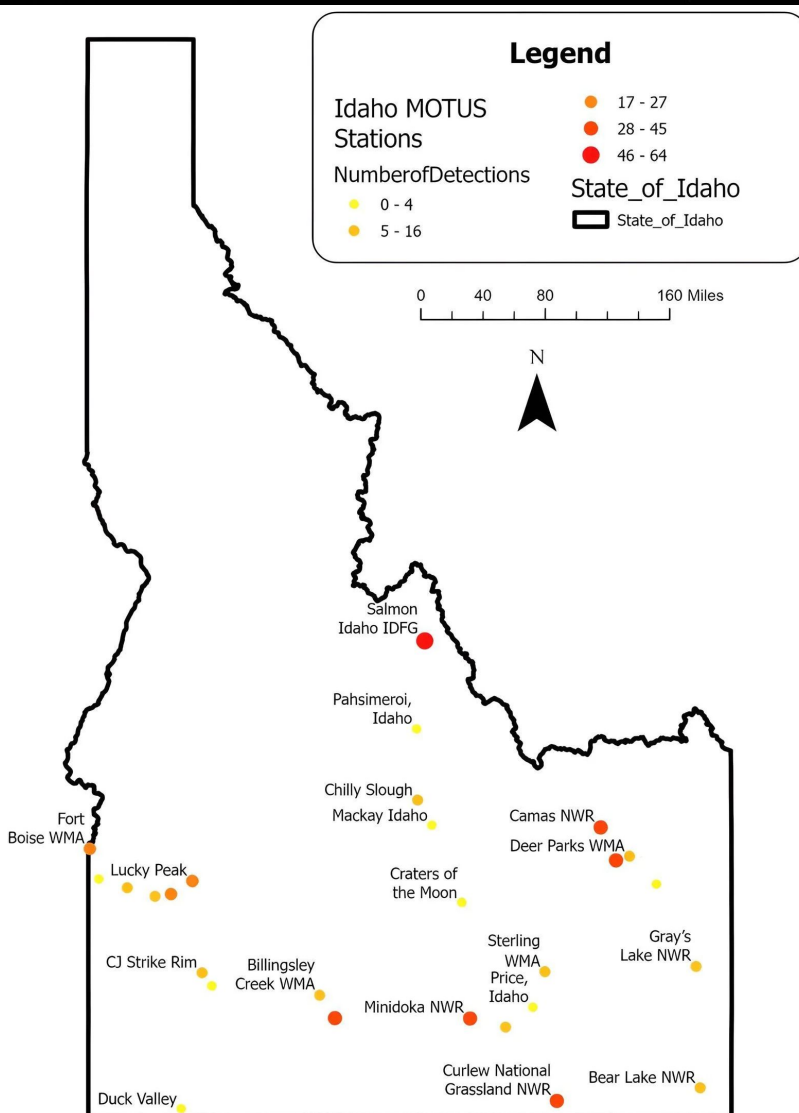 Legend
Idaho MOTUS
Stations
NumberofDetections
0 - 4
5 - 16
17 - 27
28 - 45
46 - 64
State_of_Idaho
State_of_Idaho
0 40 80 160 Miles
N
Salmon
Idaho IDFG
Pahsimeroi,
Idaho
Chilly Slough
Mackay Idaho
Camas NWR
Deer Parks WMA
Fort
Boise WMA
Lucky Peak
Craters of
the Moon
CJ Strike Rim
Billingsley
Creek WMA
Sterling
WMA
Price,
Idaho
Gray’s
Lake NWR
Minidoka NWR
Curlew National
Grassland NWR
Bear Lake NWR
Duck Valley